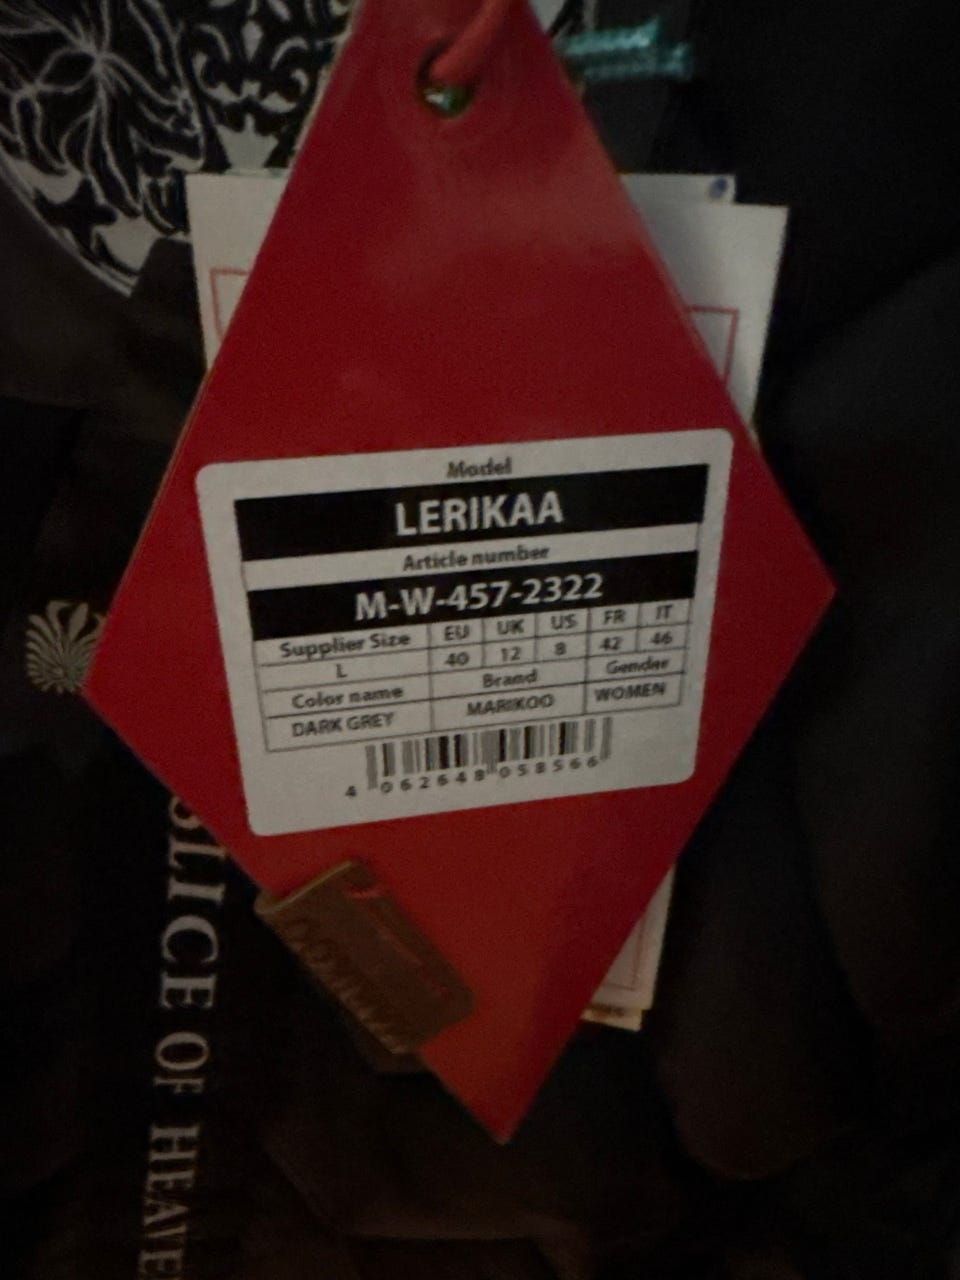 Model
LERIKAA
Article number
M-W-457-2322
Supplier Size EU UK US FR IT
L 40 12 8 42 46
Color name Brand Gender
DARK GREY MARIKOO WOMEN
4 062648 058566
MARIKOO
SLICE OF HEAVE